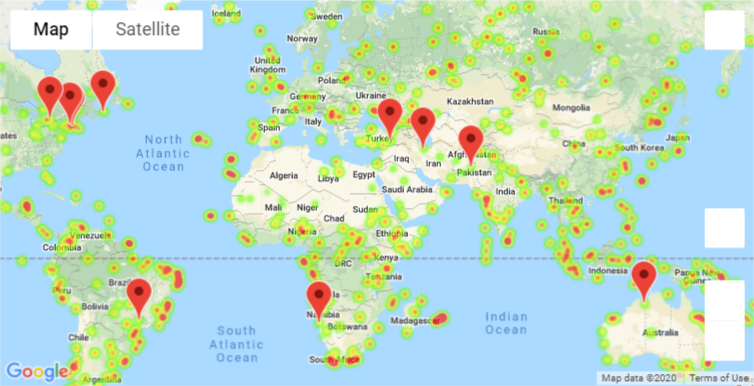 Map
Satellite
Iceland
Sweden
Norway
Russia
United
Kingdom
Poland
Germany
Ukraine
Kazakhstan
France
Mongolia
Italy
Spain
Turke
Japan
China
South Korea
North
Atlantic
Ocean
Iraq
Iran
Afghanistan
Pakistan
Algeria
Libya
Egypt
Saudi Arabia
India
Mali
Niger
Sudan
Chad
Thailand
Nigeria
Ethiopia
Venezuela
Colombia
DRC
Kenya
Indonesia
Papua New
Guinea
Tanzania
Peru
Brazil
Bolivia
Namibia
Botswana
Madagascar
Indian
Ocean
Australia
Chile
South
Atlantic
Ocean
South Africa
Argentina
Google
Map data ©2020
Terms of Use